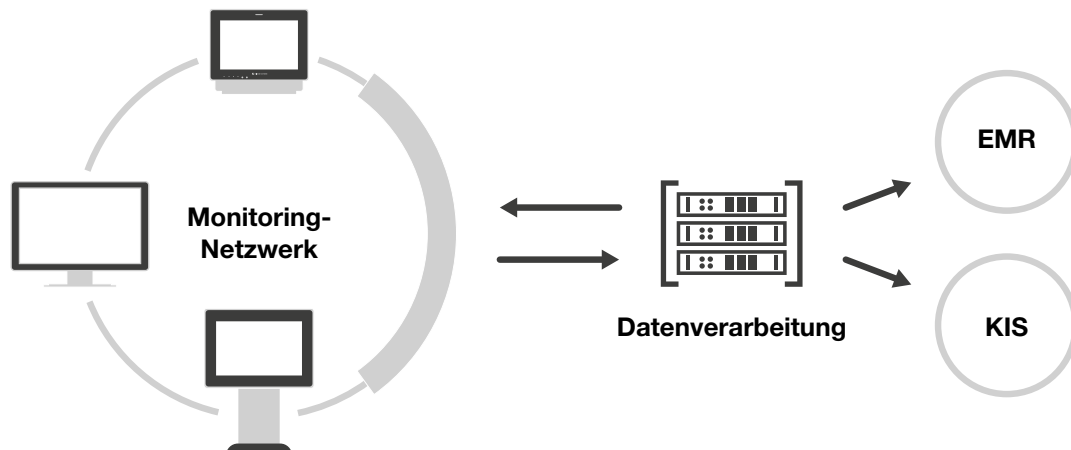 Monitoring-
Netzwerk
Datenverarbeitung
EMR
KIS